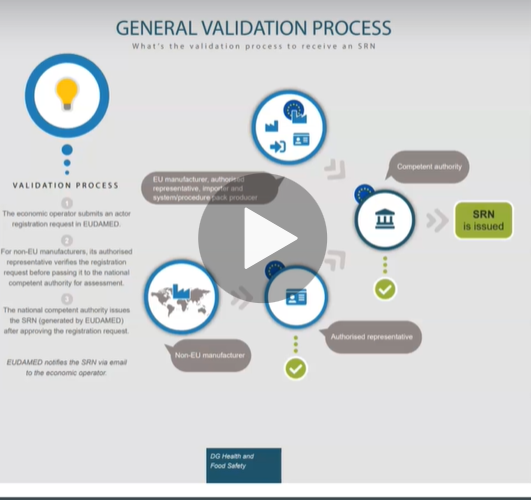 GENERAL VALIDATION PROCESS
What's the validation process to receive an SRN
VALIDATION PROCESS
1
The economic operator submits an actor
registration request in EUDAMED.
2
For non-EU manufacturers, its authorised
representative verifies the registration
request before passing it to the national
competent authority for assessment.
3
The national competent authority issues
the SRN (generated by EUDAMED)
after approving the registration request.
EUDAMED notifies the SRN via email
to the economic operator.
EU manufacturer, authorised
representative, importer and
system/procedure pack producer
Competent authority
SRN
is issued
Non-EU manufacturer
Authorised representative
DG Health and
Food Safety